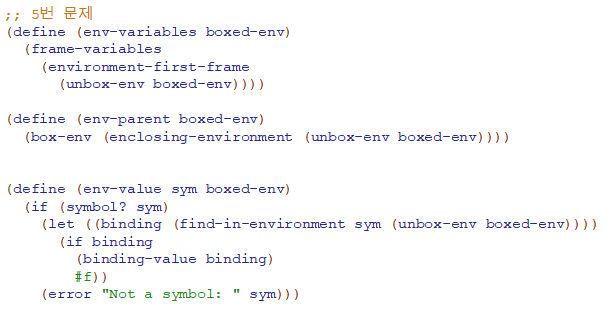 ;; 5번 문제
(define (env-variables boxed-env)
  (frame-variables
    (environment-first-frame
      (unbox-env boxed-env))))

(define (env-parent boxed-env)
  (box-env (enclosing-environment (unbox-env boxed-env))))

(define (env-value sym boxed-env)
  (if (symbol? sym)
    (let ((binding (find-in-environment sym (unbox-env boxed-env))))
      (if binding
        (binding-value binding)
        #f))
    (error "Not a symbol: " sym)))